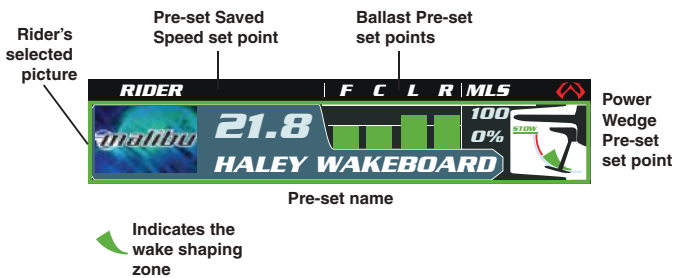 Rider's
selected
picture
Pre-set Saved
Speed set point
Ballast Pre-set
set points
RIDER F C L R MLS
malibu
21.8
100
0%
STOW
HALEY WAKEBOARD
Power
Wedge
Pre-set
set point
Pre-set name
Indicates the
wake shaping
zone